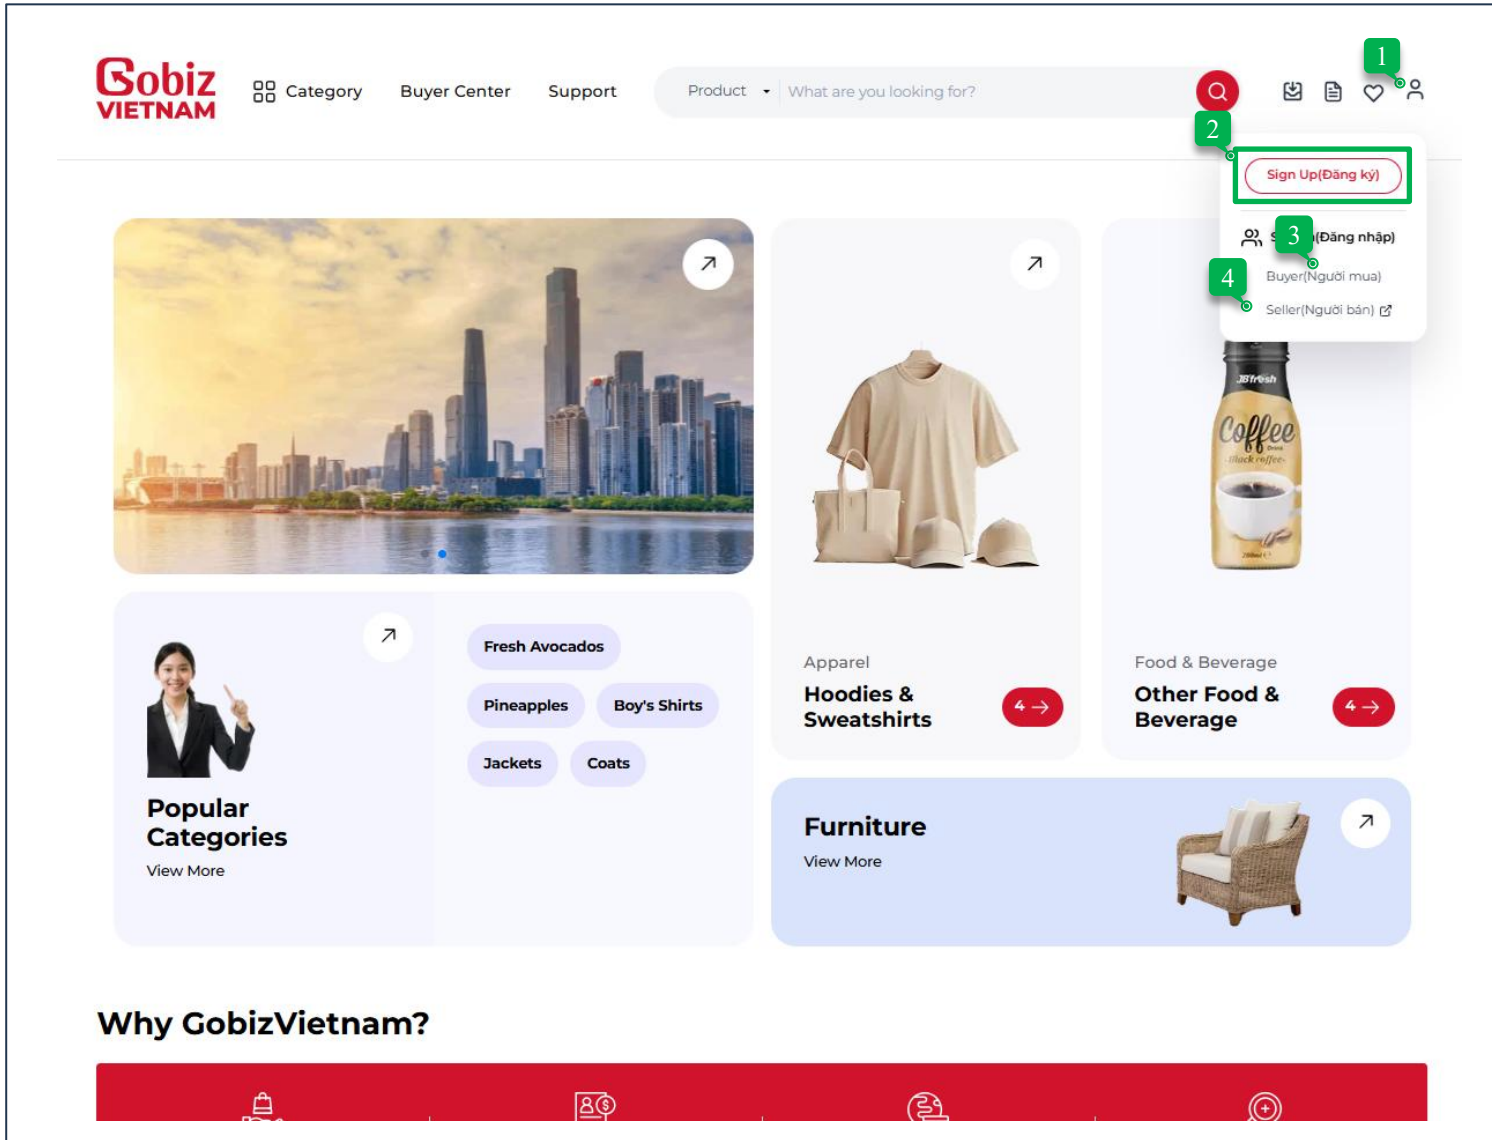 Gobiz
VIETNAM
Category
Buyer Center
Support
Product
What are you looking for?
1
2
Sign Up(Đăng ký)
3
(Đăng nhập)
Buyer(Người mua)
4
Seller(Người bán)
JBfresh
Coffee
Drink
Black coffee
Fresh Avocados
Pineapples
Boy's Shirts
Jackets
Coats
Popular
Categories
View More
Apparel
Hoodies &
Sweatshirts
4
Food & Beverage
Other Food &
Beverage
4
Furniture
View More
Why GobizVietnam?